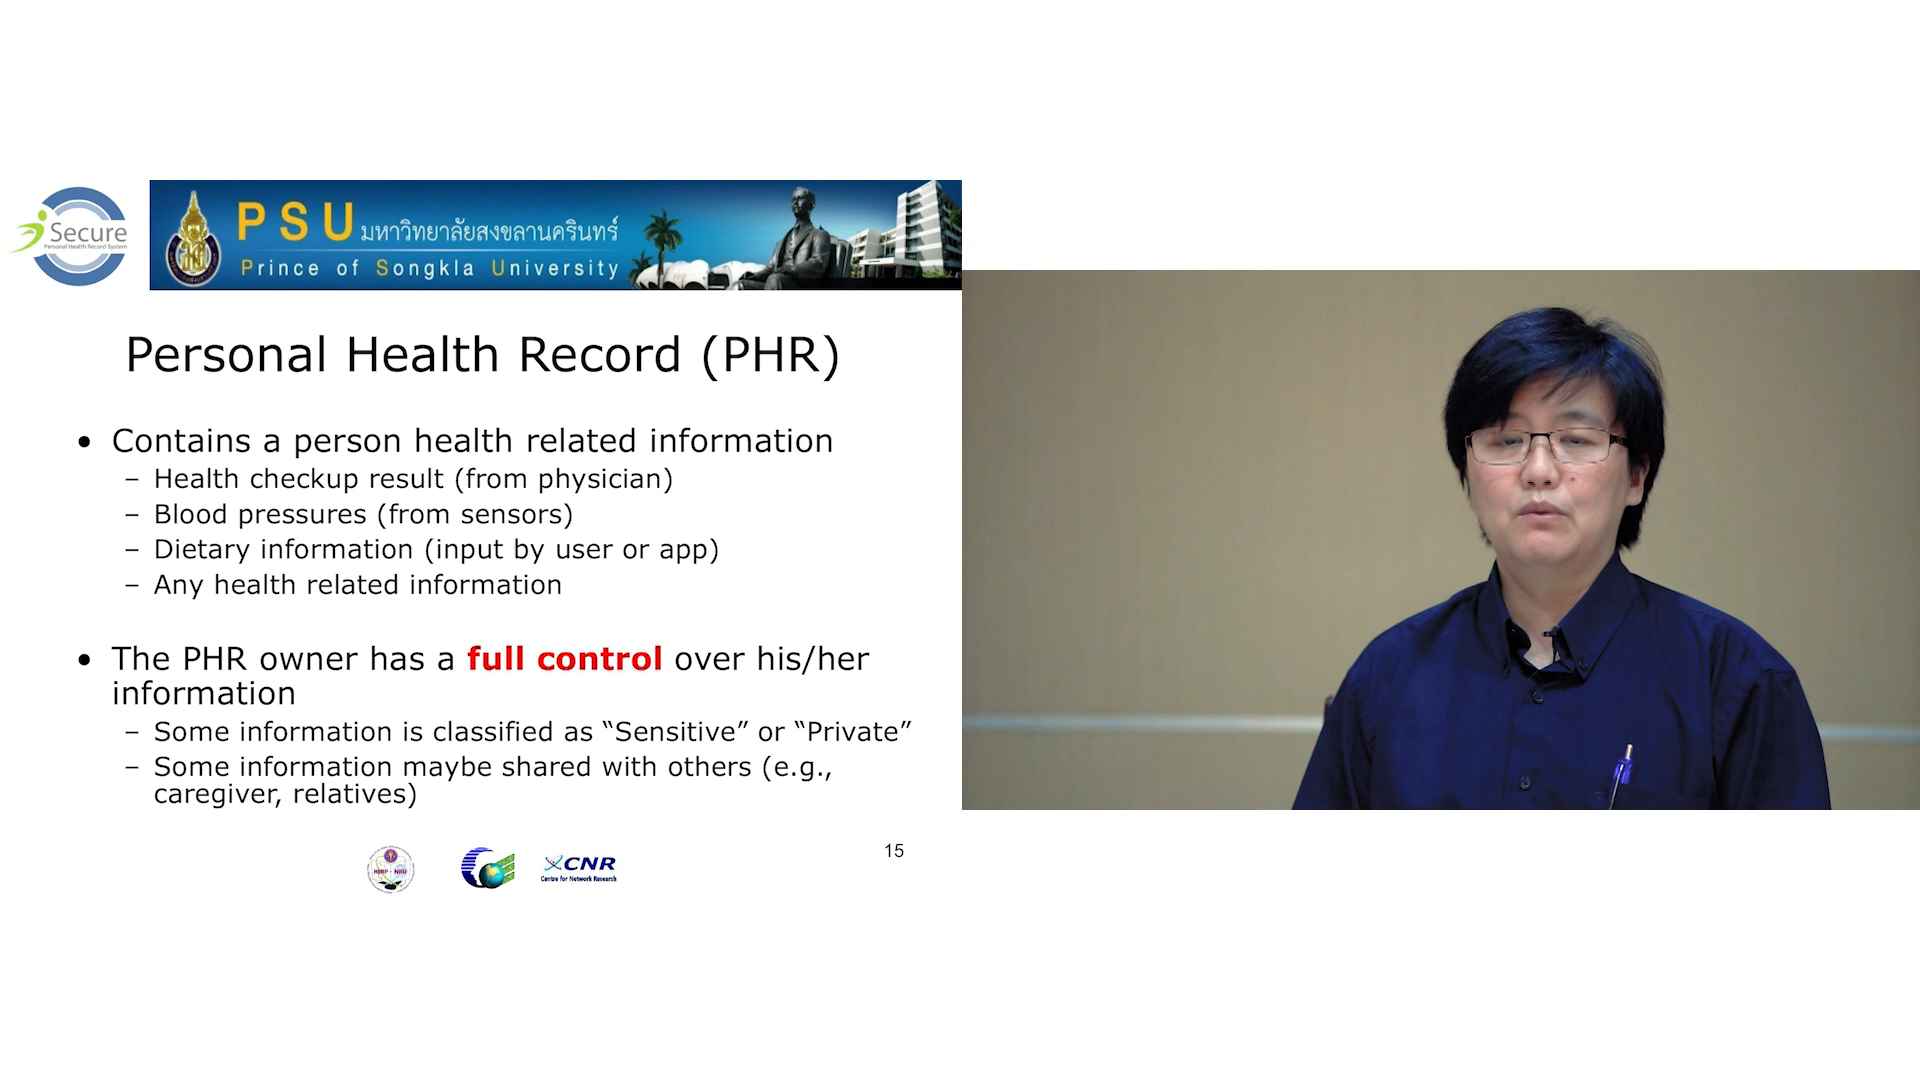 Secure
Personal Health Record System
PSU มหาวิทยาลัยสงขลานครินทร์
Prince of Songkla University
Personal Health Record (PHR)
• Contains a person health related information
– Health checkup result (from physician)
– Blood pressures (from sensors)
– Dietary information (input by user or app)
– Any health related information
• The PHR owner has a full control over his/her
information
– Some information is classified as “Sensitive” or “Private”
– Some information maybe shared with others (e.g.,
caregiver, relatives)
15
HERP - NRU
CNR
Centre for Network Research